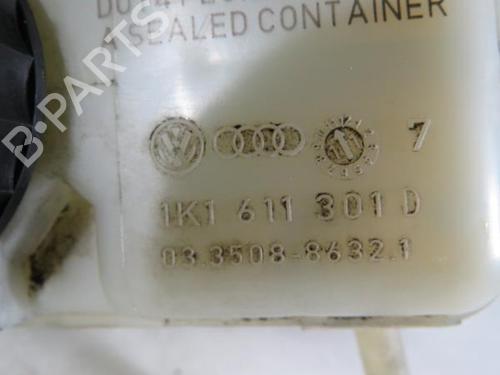 A SEALED CONTAINER
7
1K1 611 301 D
03.3508-8632.1
B-PARTS